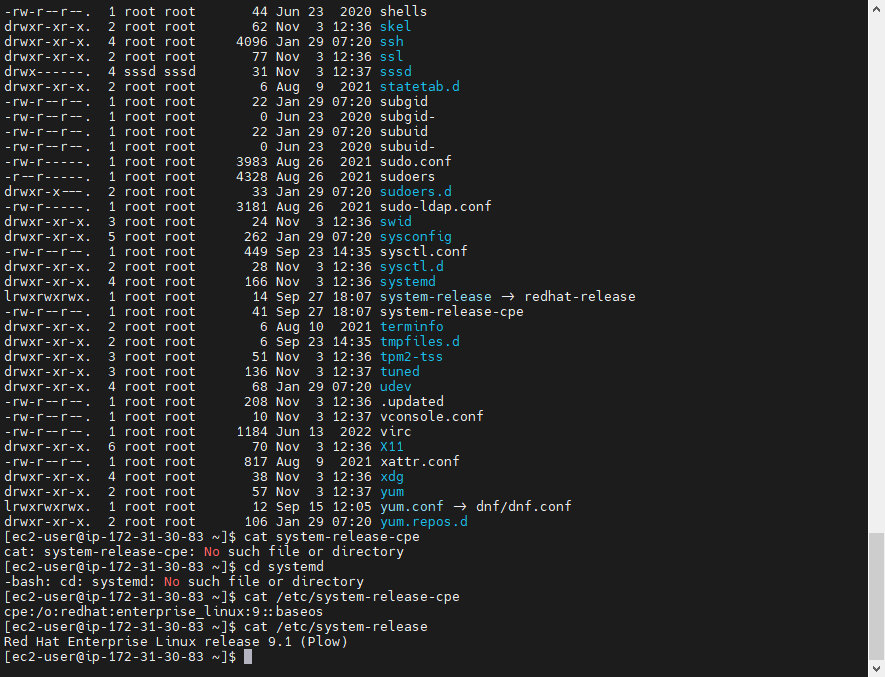 -rw-r--r--.  1 root root       44 Jun 23  2020 shells
drwxr-xr-x.  2 root root       62 Nov  3 12:36 skel
drwxr-xr-x.  4 root root     4096 Jan 29 07:20 ssh
drwxr-xr-x.  2 root root       77 Nov  3 12:36 ssl
drwx------.  4 sssd sssd       31 Nov  3 12:37 sssd
drwxr-xr-x.  2 root root        6 Aug  9  2021 statetab.d
-rw-r--r--.  1 root root       22 Jan 29 07:20 subgid
-rw-r--r--.  1 root root        0 Jun 23  2020 subgid-
-rw-r--r--.  1 root root       22 Jan 29 07:20 subuid
-rw-r--r--.  1 root root        0 Jun 23  2020 subuid-
-rw-r-----.  1 root root     3983 Aug 26  2021 sudo.conf
-r--r-----.  1 root root     4328 Aug 26  2021 sudoers
drwxr-x---.  2 root root       33 Jan 29 07:20 sudoers.d
-rw-r-----.  1 root root     3181 Aug 26  2021 sudo-ldap.conf
drwxr-xr-x.  3 root root       24 Nov  3 12:36 swid
drwxr-xr-x.  5 root root      262 Jan 29 07:20 sysconfig
-rw-r--r--.  1 root root      449 Sep 23 14:35 sysctl.conf
drwxr-xr-x.  2 root root       28 Nov  3 12:36 sysctl.d
drwxr-xr-x.  4 root root      166 Nov  3 12:36 systemd
lrwxrwxrwx.  1 root root       14 Sep 27 18:07 system-release -> redhat-release
-rw-r--r--.  1 root root       41 Sep 27 18:07 system-release-cpe
drwxr-xr-x.  2 root root        6 Aug 10  2021 terminfo
drwxr-xr-x.  2 root root        6 Sep 23 14:35 tmpfiles.d
drwxr-xr-x.  3 root root       51 Nov  3 12:36 tpm2-tss
drwxr-xr-x.  3 root root      136 Nov  3 12:37 tuned
drwxr-xr-x.  4 root root       68 Jan 29 07:20 udev
-rw-r--r--.  1 root root      208 Nov  3 12:36 .updated
-rw-r--r--.  1 root root       10 Nov  3 12:37 vconsole.conf
-rw-r--r--.  1 root root     1184 Jun 13  2022 virc
drwxr-xr-x.  6 root root       70 Nov  3 12:36 X11
-rw-r--r--.  1 root root      817 Aug  9  2021 xattr.conf
drwxr-xr-x.  4 root root       38 Nov  3 12:36 xdg
drwxr-xr-x.  2 root root       57 Nov  3 12:37 yum
lrwxrwxrwx.  1 root root       12 Sep 15 12:05 yum.conf -> dnf/dnf.conf
drwxr-xr-x.  2 root root      106 Jan 29 07:20 yum.repos.d
[ec2-user@ip-172-31-30-83 ~]$ cat system-release-cpe
cat: system-release-cpe: No such file or directory
[ec2-user@ip-172-31-30-83 ~]$ cd systemd
-bash: cd: systemd: No such file or directory
[ec2-user@ip-172-31-30-83 ~]$ cat /etc/system-release-cpe
cpe:/o:redhat:enterprise_linux:9::baseos
[ec2-user@ip-172-31-30-83 ~]$ cat /etc/system-release
Red Hat Enterprise Linux release 9.1 (Plow)
[ec2-user@ip-172-31-30-83 ~]$